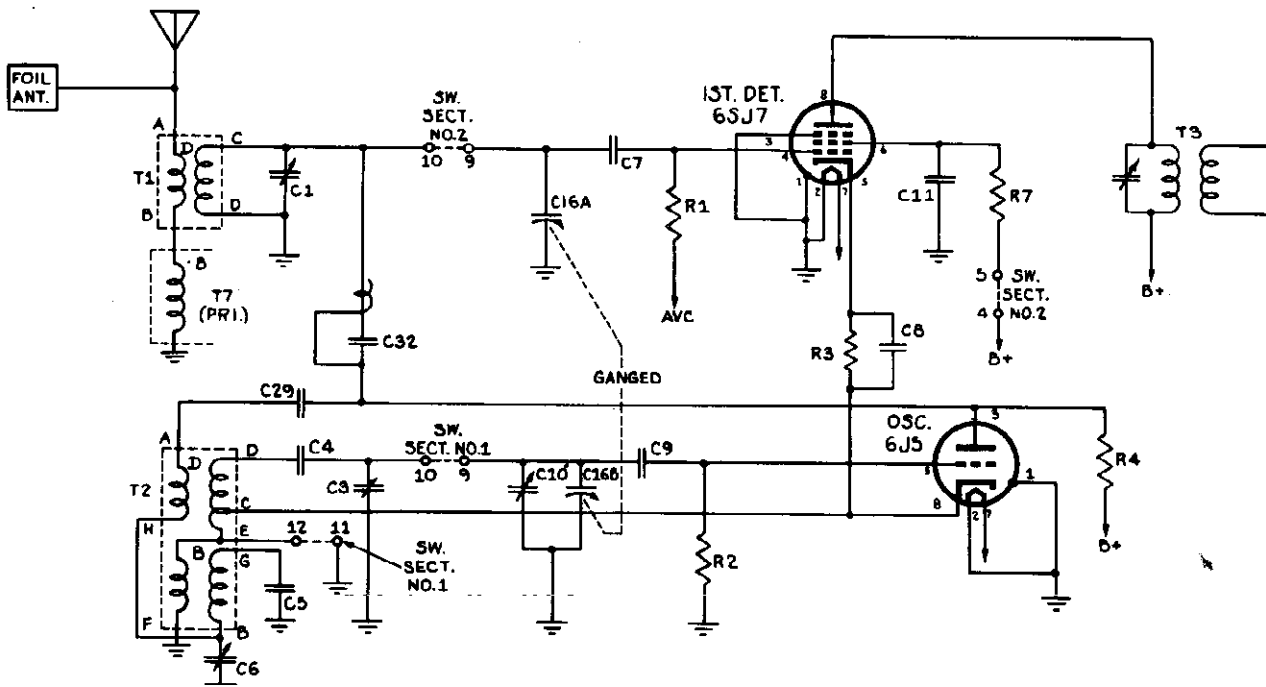 FOIL
ANT.
A
D
C
T1
B
D
C1
B
T7
(PRI.)
SW.
SECT.
NO.2
10
9
C7
C16A
R1
AVC
1ST. DET.
6SJ7
8
3
4
6
1
2
7
5
C11
R7
5
4
SW.
SECT.
NO.2
B+
T3
B+
C32
GANGED
R3
C8
C29
A
D
D
C4
T2
C
H
E
B
G
F
B
C5
C6
12
11
SW.
SECT.
NO.1
C3
SW.
SECT. NO.1
10
9
C10
C16B
C9
R2
OSC.
6J5
8
2
7
1
R4
B+